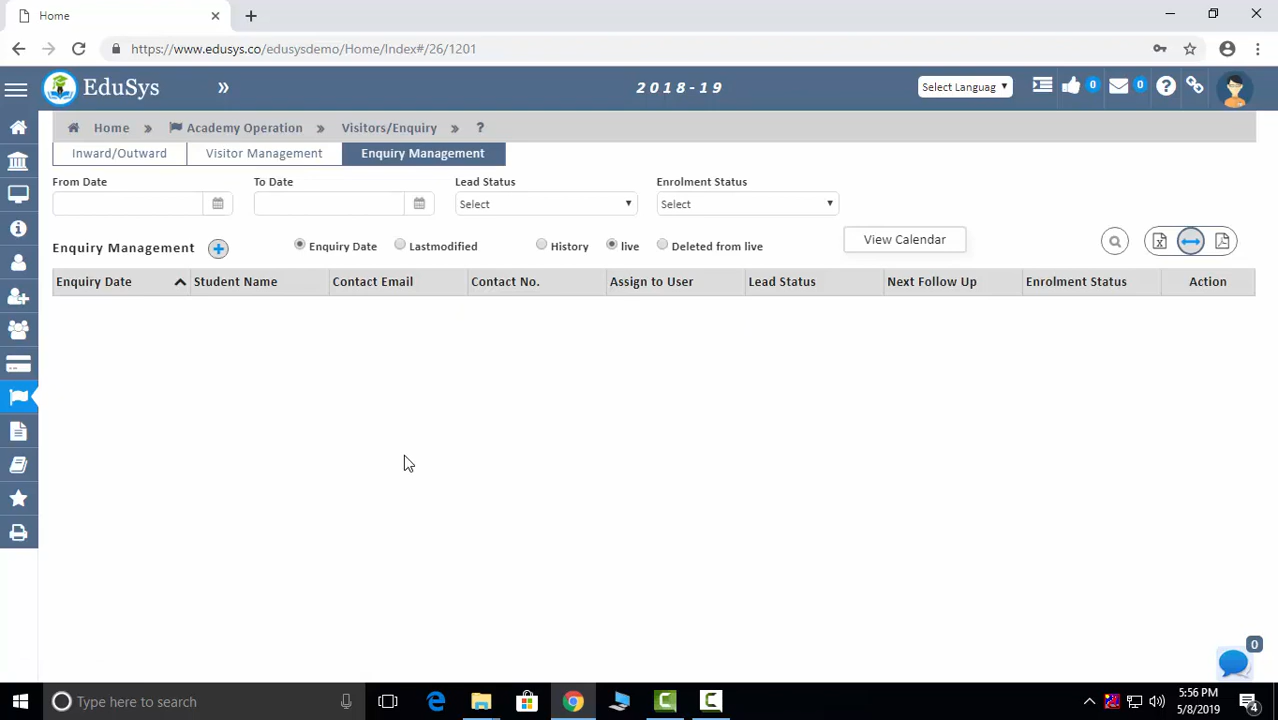 Home
https://www.edusys.co/edusysdemo/Home/Index#/26/1201
EduSys » 2018-19 Select Languag 0 0
Home » Academy Operation » Visitors/Enquiry » ?
Inward/Outward Visitor Management Enquiry Management
From Date To Date Lead Status Enrolment Status
Select Select
Enquiry Management Enquiry Date Lastmodified History live Deleted from live View Calendar
Enquiry Date Student Name Contact Email Contact No. Assign to User Lead Status Next Follow Up Enrolment Status Action
0
Type here to search
5:56 PM
5/8/2019
4